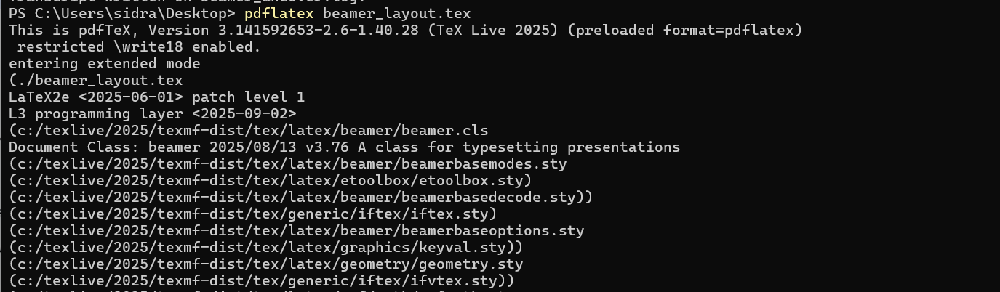 PS C:\Users\sidra\Desktop> pdflatex beamer_layout.tex
This is pdfTeX, Version 3.141592653-2.6-1.40.28 (TeX Live 2025) (preloaded format=pdflatex)
 restricted \write18 enabled.
entering extended mode
(./beamer_layout.tex
LaTeX2e <2025-06-01> patch level 1
L3 programming layer <2025-09-02>
(c:/texlive/2025/texmf-dist/tex/latex/beamer/beamer.cls
Document Class: beamer 2025/08/13 v3.76 A class for typesetting presentations
(c:/texlive/2025/texmf-dist/tex/latex/beamer/beamerbasemodes.sty
(c:/texlive/2025/texmf-dist/tex/latex/etoolbox/etoolbox.sty)
(c:/texlive/2025/texmf-dist/tex/latex/beamer/beamerbasedecode.sty))
(c:/texlive/2025/texmf-dist/tex/generic/iftex/iftex.sty)
(c:/texlive/2025/texmf-dist/tex/latex/beamer/beamerbaseoptions.sty
(c:/texlive/2025/texmf-dist/tex/latex/graphics/keyval.sty))
(c:/texlive/2025/texmf-dist/tex/latex/geometry/geometry.sty
(c:/texlive/2025/texmf-dist/tex/generic/iftex/ifvtex.sty))